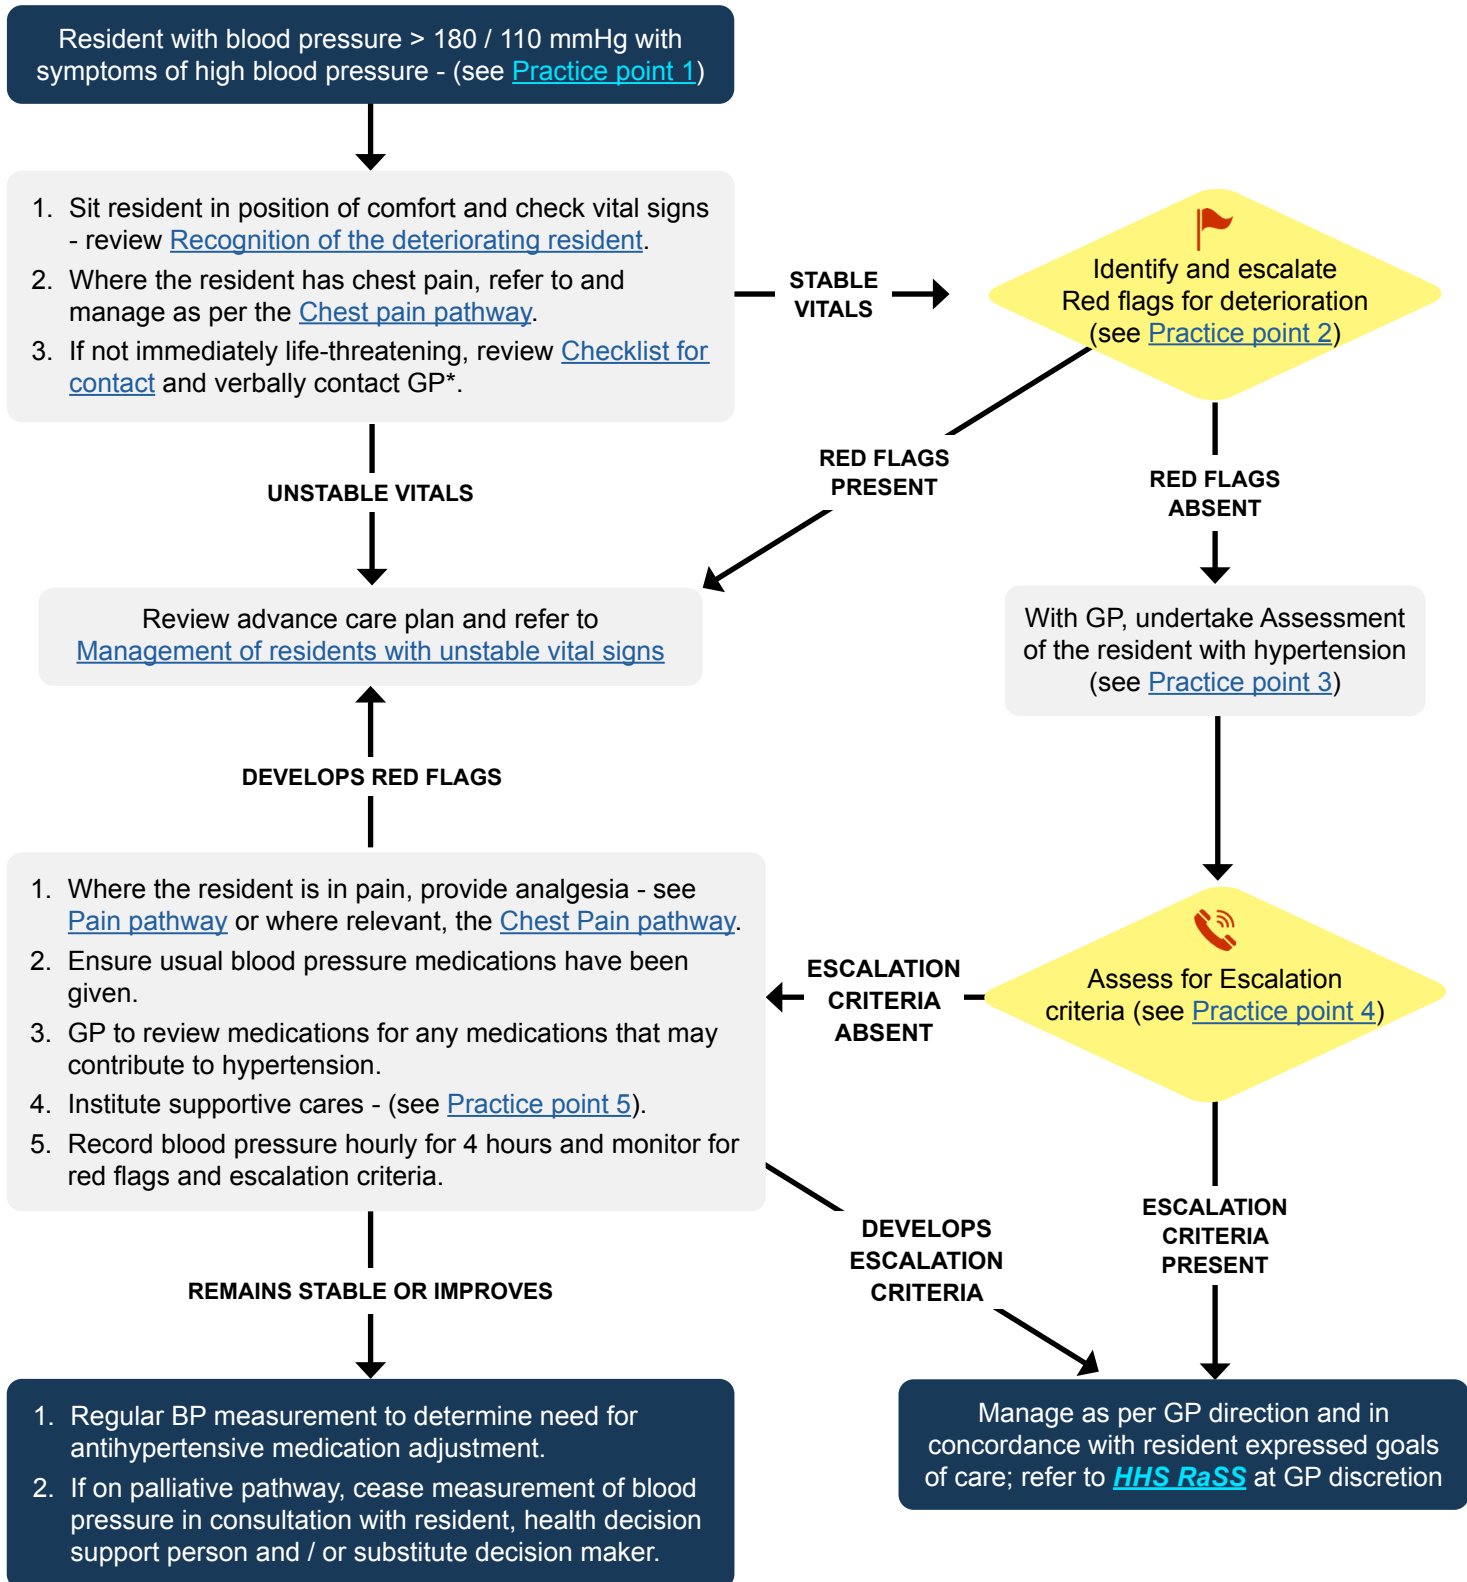 Resident with blood pressure > 180 / 110 mmHg with
symptoms of high blood pressure - (see Practice point 1)
1. Sit resident in position of comfort and check vital signs
- review Recognition of the deteriorating resident.
2. Where the resident has chest pain, refer to and
manage as per the Chest pain pathway.
3. If not immediately life-threatening, review Checklist for
contact and verbally contact GP*.
STABLE
VITALS
Identify and escalate
Red flags for deterioration
(see Practice point 2)
UNSTABLE VITALS
RED FLAGS
PRESENT
RED FLAGS
ABSENT
Review advance care plan and refer to
Management of residents with unstable vital signs
With GP, undertake Assessment
of the resident with hypertension
(see Practice point 3)
DEVELOPS RED FLAGS
1. Where the resident is in pain, provide analgesia - see
Pain pathway or where relevant, the Chest Pain pathway.
2. Ensure usual blood pressure medications have been
given.
3. GP to review medications for any medications that may
contribute to hypertension.
4. Institute supportive cares - (see Practice point 5).
5. Record blood pressure hourly for 4 hours and monitor for
red flags and escalation criteria.
ESCALATION
CRITERIA
ABSENT
Assess for Escalation
criteria (see Practice point 4)
REMAINS STABLE OR IMPROVES
DEVELOPS
ESCALATION
CRITERIA
ESCALATION
CRITERIA
PRESENT
1. Regular BP measurement to determine need for
antihypertensive medication adjustment.
2. If on palliative pathway, cease measurement of blood
pressure in consultation with resident, health decision
support person and / or substitute decision maker.
Manage as per GP direction and in
concordance with resident expressed goals
of care; refer to HHS RaSS at GP discretion